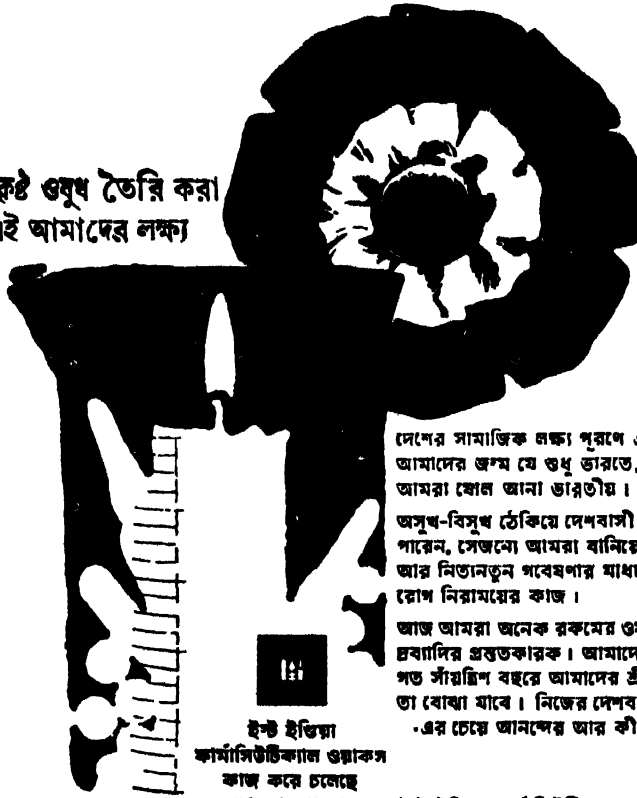 ওষুধ তৈরি করা
আমাদের লক্ষ্য
দেশের সামাজিক লক্ষ্য পূরণে
আমাদের জন্ম যে শুধু ভারতে,
আমরা ষোল আনা ভারতীয়।
অসুখ-বিসুখ ঠেকিয়ে দেশবাসী
পারেন, সেজন্যে আমরা বানিয়ে
আর নিত্যনতুন গবেষণার মাধ্য
রোগ নিরাময়ের কাজ।
আজ আমরা অনেক রকমের
দ্রব্যাদির প্রস্তুতকারক। আমাদে
গত সাঁয়ত্রিশ বছরে আমাদের শ্রী
তা বোঝা যাবে। নিজের দেশব
এর চেয়ে আনন্দের আর কী
ইস্ট ইণ্ডিয়া
ফার্মাসিউটিক্যাল ওয়াকস
কাজ করে চলেছে